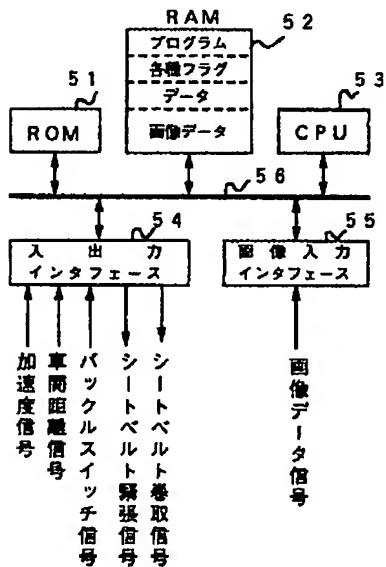 RAM
52
プログラム
各種フラグ
データ
画像データ
51
ROM
53
CPU
56
54
入出力
インタフェース
55
画像入力
インタフェース
加速度信号
車間距離信号
バックルスイッチ信号
シートベルト緊張信号
シートベルト巻取信号
画像データ信号